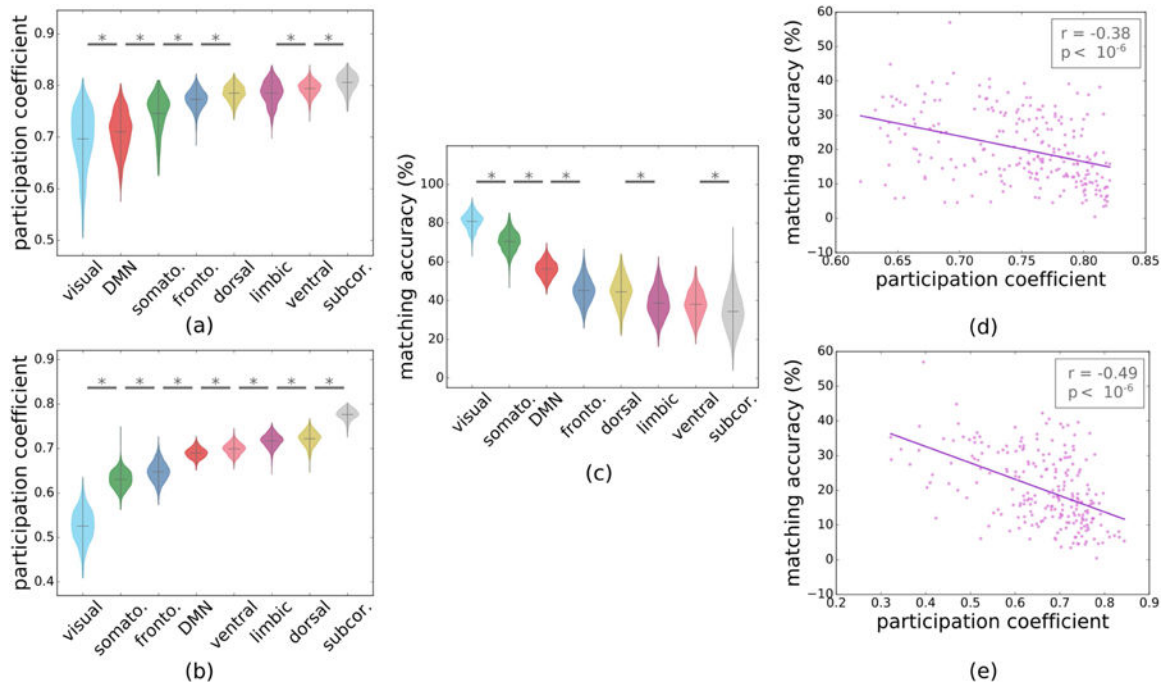 participation coefficient
0.9
0.8
0.7
0.6
0.5
* * * * * *
visual
DMN
somato.
fronto.
dorsal
limbic
ventral
subcor.
(a)
participation coefficient
0.9
0.8
0.7
0.6
0.5
0.4
* * * * * * *
visual
somato.
fronto.
DMN
ventral
limbic
dorsal
subcor.
(b)
matching accuracy (%)
100
80
60
40
20
0
* * * * *
visual
somato.
DMN
fronto.
dorsal
limbic
ventral
subcor.
(c)
matching accuracy (%)
60
50
40
30
20
10
0
−10
r = -0.38
p< 10⁻⁶
0.60 0.65 0.70 0.75 0.80 0.85
participation coefficient
(d)
matching accuracy (%)
60
50
40
30
20
10
0
−10
r = -0.49
p< 10⁻⁶
0.2 0.3 0.4 0.5 0.6 0.7 0.8 0.9
participation coefficient
(e)